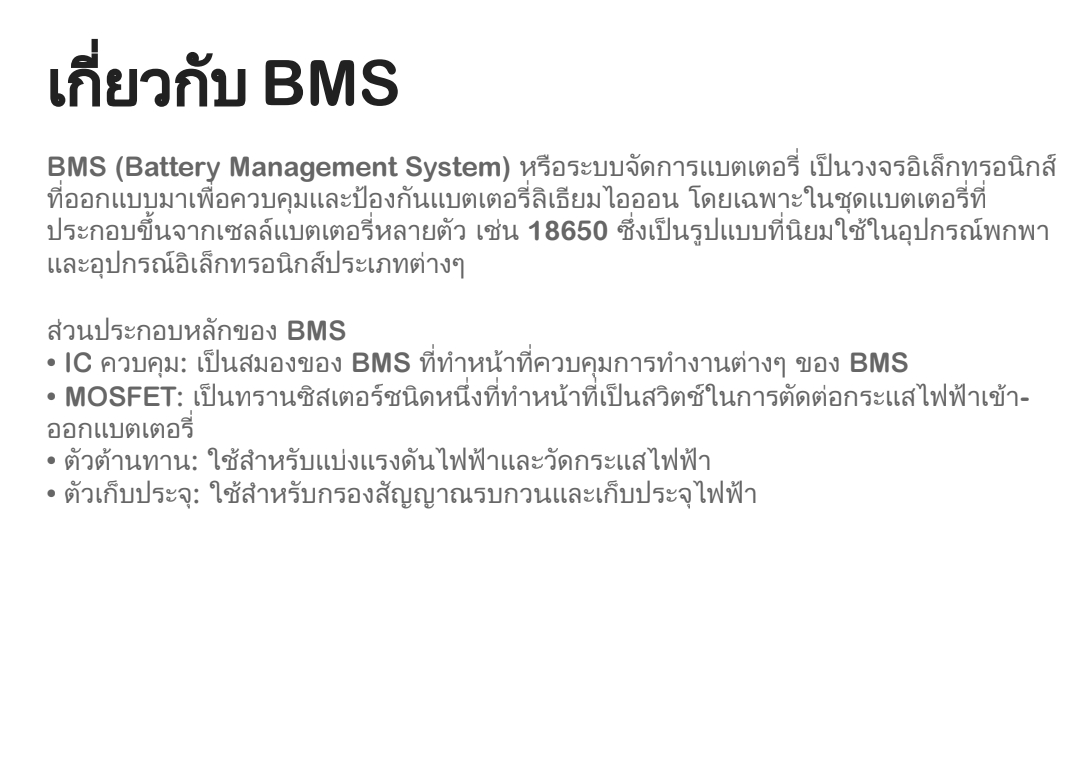 เกี่ยวกับ BMS
BMS (Battery Management System) หรือระบบจัดการแบตเตอรี่ เป็นวงจรอิเล็กทรอนิกส์
ที่ออกแบบมาเพื่อควบคุมและป้องกันแบตเตอรี่ลิเธียมไอออน โดยเฉพาะในชุดแบตเตอรี่ที่
ประกอบขึ้นจากเซลล์แบตเตอรี่หลายตัว เช่น 18650 ซึ่งเป็นรูปแบบที่นิยมใช้ในอุปกรณ์พกพา
และอุปกรณ์อิเล็กทรอนิกส์ประเภทต่างๆ
ส่วนประกอบหลักของ BMS
• IC ควบคุม: เป็นสมองของ BMS ที่ทำหน้าที่ควบคุมการทำงานต่างๆ ของ BMS
• MOSFET: เป็นทรานซิสเตอร์ชนิดหนึ่งที่ทำหน้าที่เป็นสวิตช์ในการตัดต่อกระแสไฟฟ้าเข้า-
ออกแบตเตอรี่
• ตัวต้านทาน: ใช้สำหรับแบ่งแรงดันไฟฟ้าและวัดกระแสไฟฟ้า
• ตัวเก็บประจุ: ใช้สำหรับกรองสัญญาณรบกวนและเก็บประจุไฟฟ้า